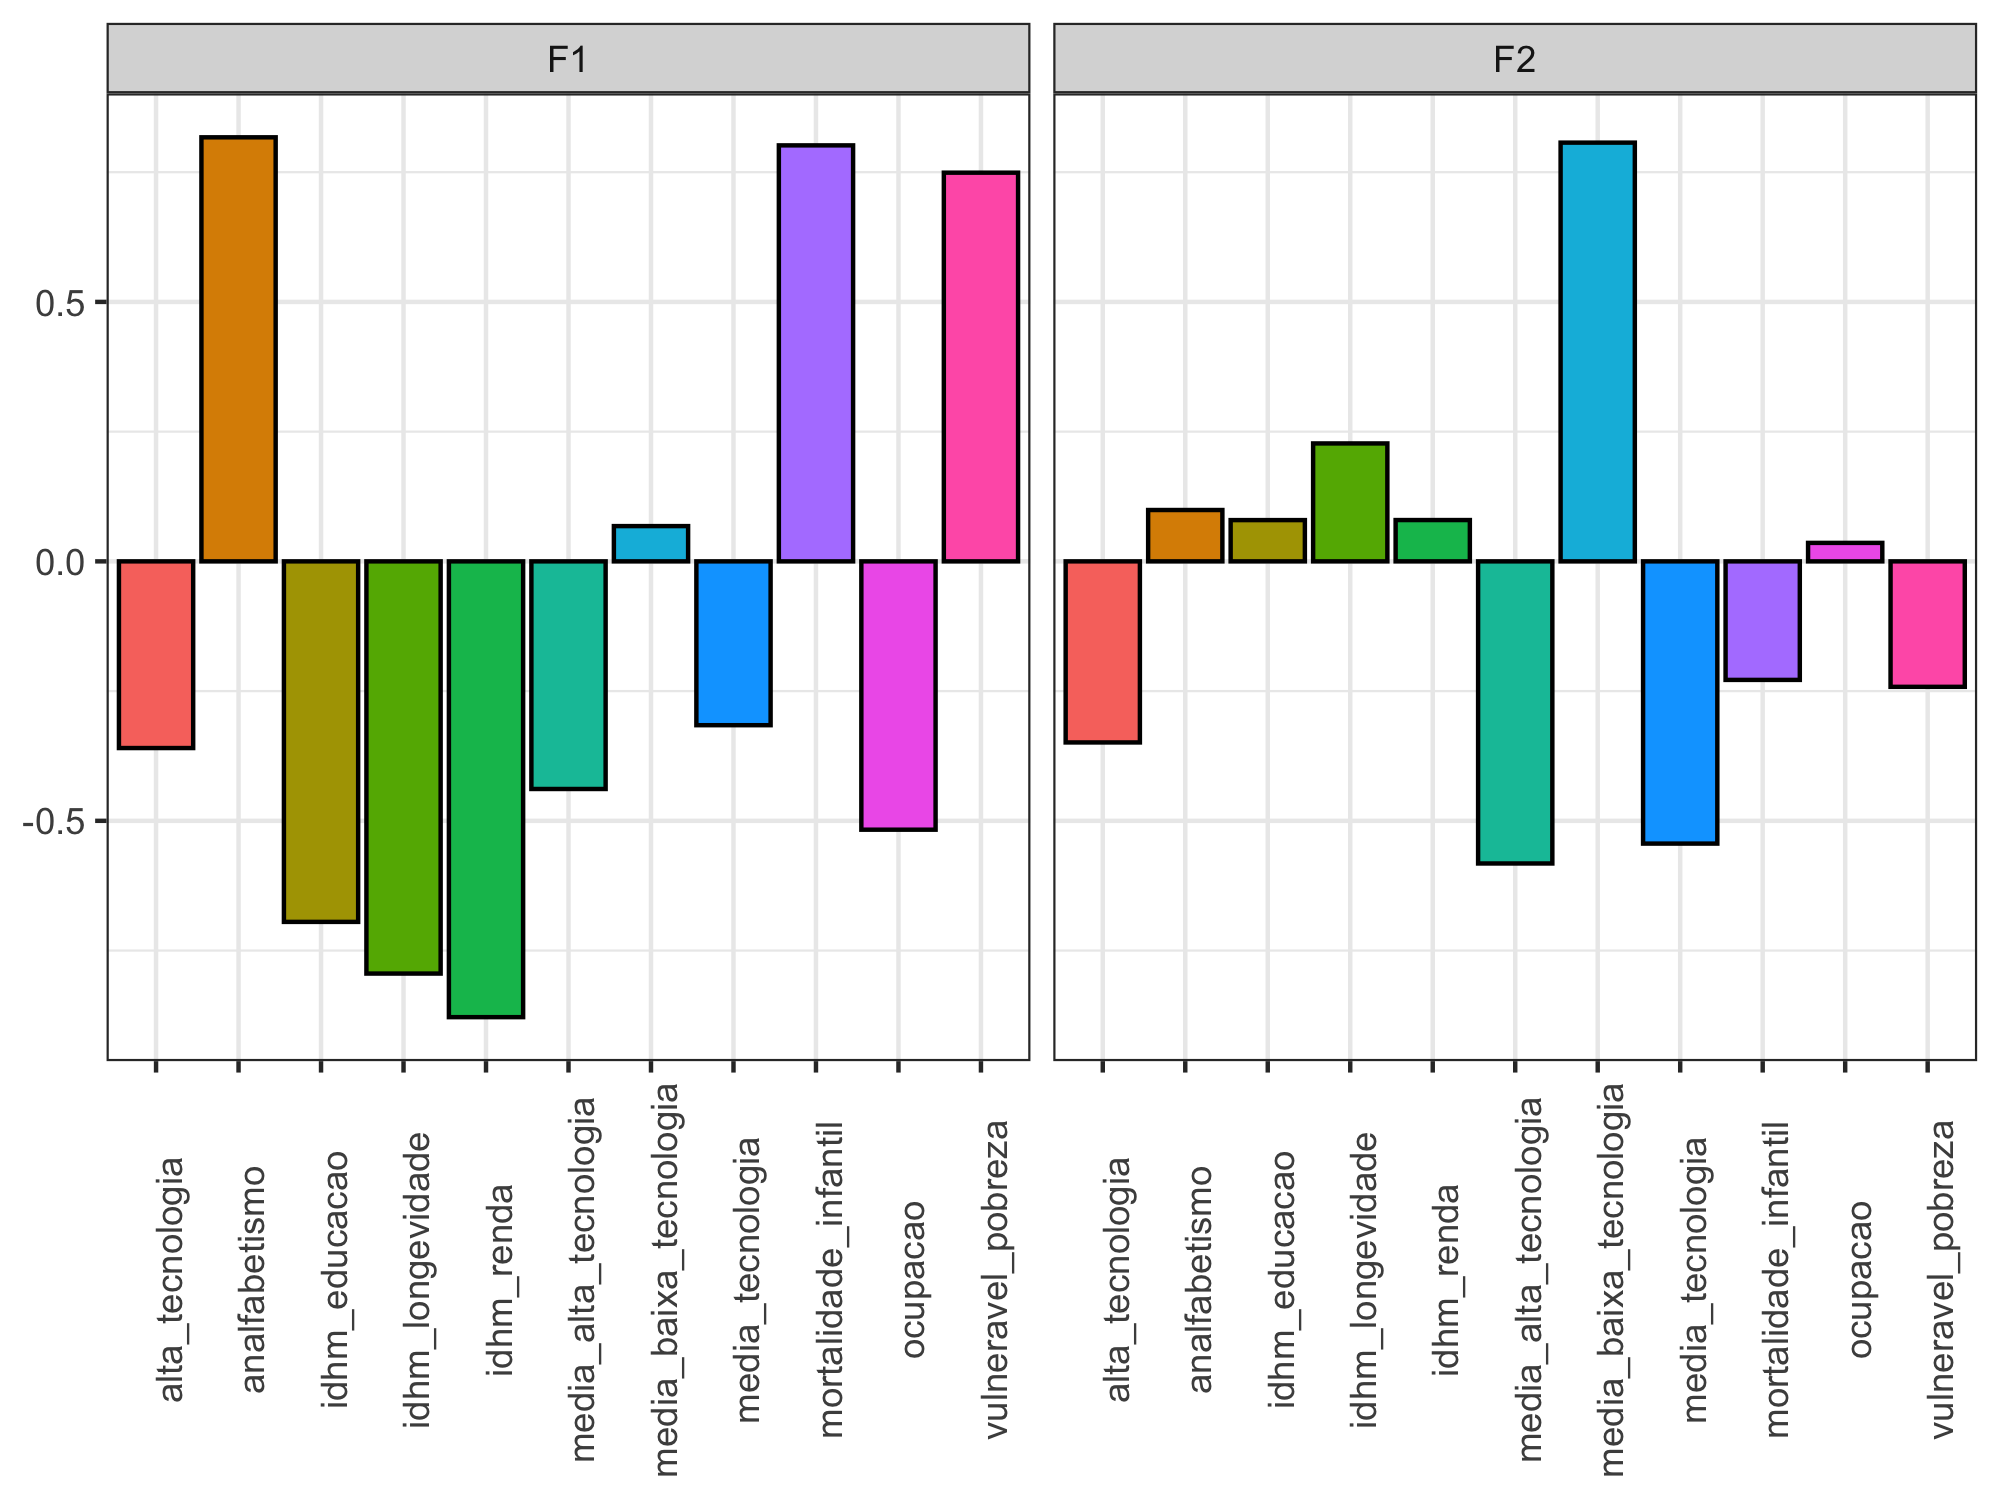 F1
F2
0.5
0.0
-0.5
alta_tecnologia
analfabetismo
idhm_educacao
idhm_longevidade
idhm_renda
media_alta_tecnologia
media_baixa_tecnologia
media_tecnologia
mortalidade_infantil
ocupacao
vulneravel_pobreza
alta_tecnologia
analfabetismo
idhm_educacao
idhm_longevidade
idhm_renda
media_alta_tecnologia
media_baixa_tecnologia
media_tecnologia
mortalidade_infantil
ocupacao
vulneravel_pobreza